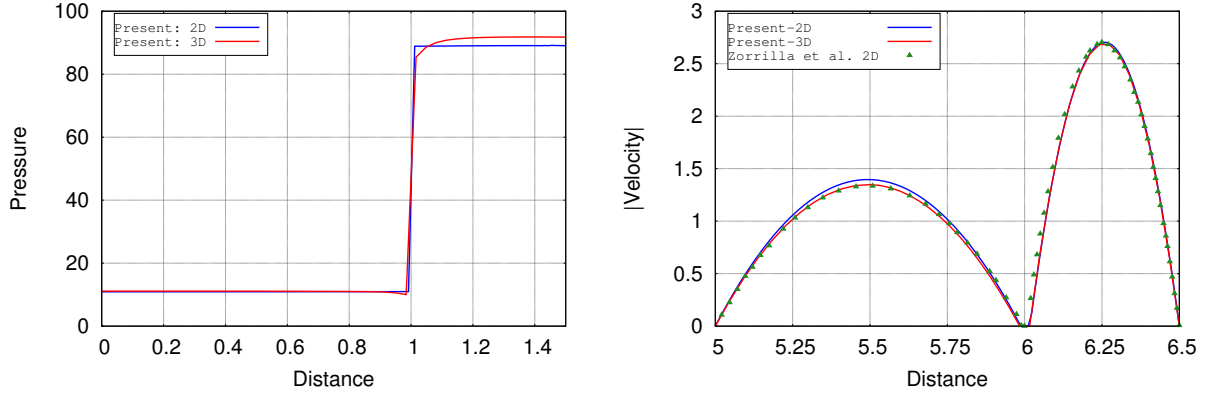 100
80
60
40
20
0
Pressure
Present: 2D
Present: 3D
0 0.2 0.4 0.6 0.8 1 1.2 1.4
Distance
3
2.5
2
1.5
1
0.5
0
|Velocity|
Present-2D
Present-3D
Zorrilla et al. 2D
5 5.25 5.5 5.75 6 6.25 6.5
Distance